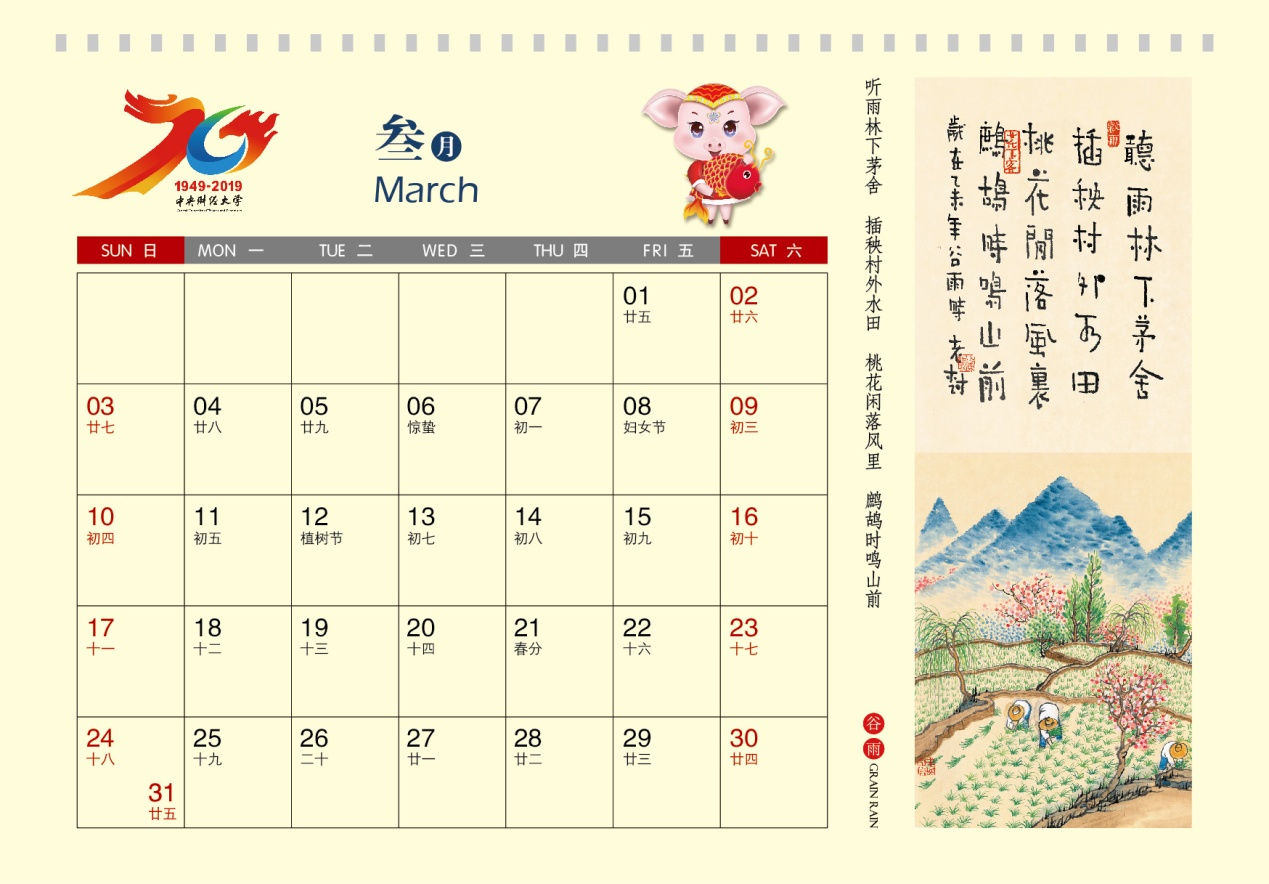 1949-2019
中央财经大学
叁月
March
SUN 日 MON 一 TUE 二 WED 三 THU 四 FRI 五 SAT 六
01 02
廿五 廿六
03 04 05 06 07 08 09
廿七 廿八 廿九 惊蛰 初一 妇女节 初三
10 11 12 13 14 15 16
初四 初五 植树节 初七 初八 初九 初十
17 18 19 20 21 22 23
十一 十二 十三 十四 春分 十六 十七
24 25 26 27 28 29 30
十八 十九 二十 廿一 廿二 廿三 廿四
31
廿五
听雨林下茅舍 插秧村外水田 桃花闲落风里 鹧鸪时鸣山前
谷雨 GRAIN RAIN
聽雨林下茅舍
插秧村外水田
桃花閒落風裏
鷓鴣時鳴山前
歲在乙未年谷雨時 老村